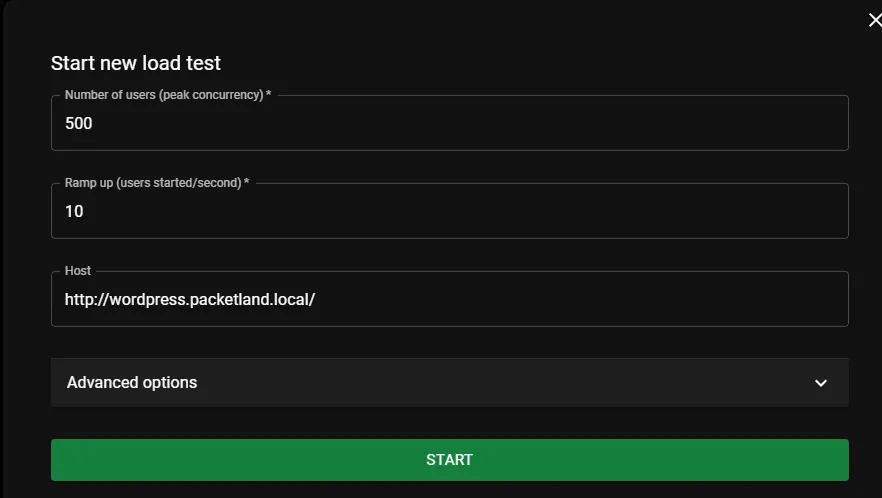 Start new load test
Number of users (peak concurrency) *
500
Ramp up (users started/second) *
10
Host
http://wordpress.packetland.local/
Advanced options
START